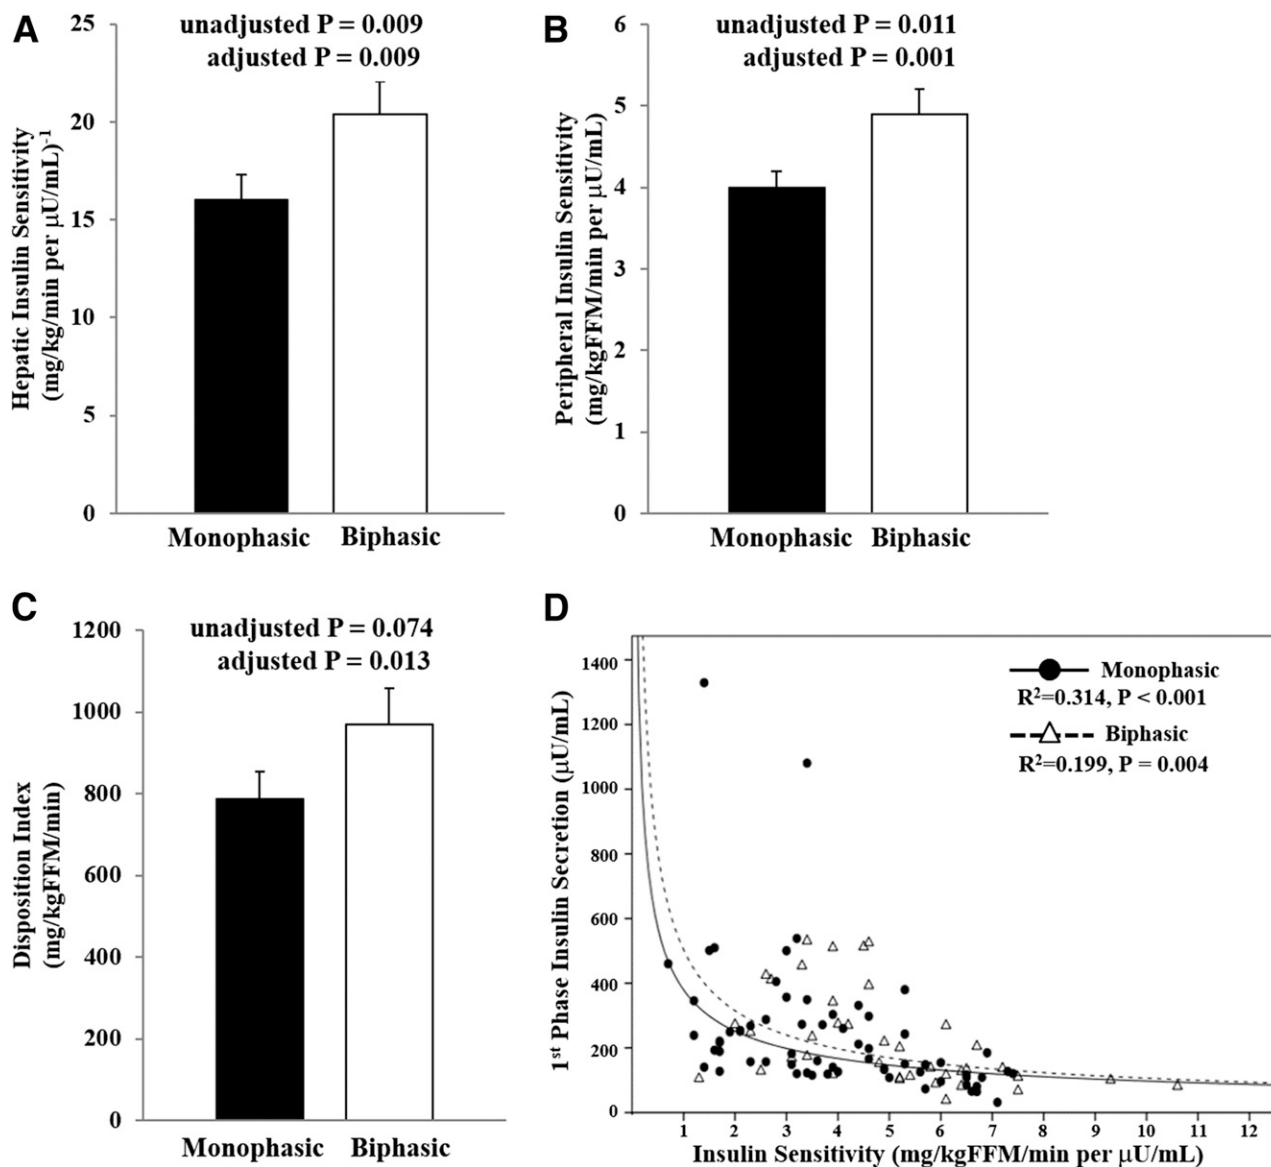 A
unadjusted P = 0.009
adjusted P = 0.009
Hepatic Insulin Sensitivity
(mg/kg/min per μU/mL)-1
25
20
15
10
5
0
Monophasic Biphasic
B
unadjusted P = 0.011
adjusted P = 0.001
Peripheral Insulin Sensitivity
(mg/kgFFM/min per μU/mL)
6
5
4
3
2
1
0
Monophasic Biphasic
C
unadjusted P = 0.074
adjusted P = 0.013
Disposition Index
(mg/kgFFM/min)
1200
1000
800
600
400
200
0
Monophasic Biphasic
D
1st Phase Insulin Secretion (μU/mL)
1400
1200
1000
800
600
400
200
0
Monophasic
R2=0.314, P < 0.001
Biphasic
R2=0.199, P = 0.004
1 2 3 4 5 6 7 8 9 10 11 12
Insulin Sensitivity (mg/kgFFM/min per μU/mL)